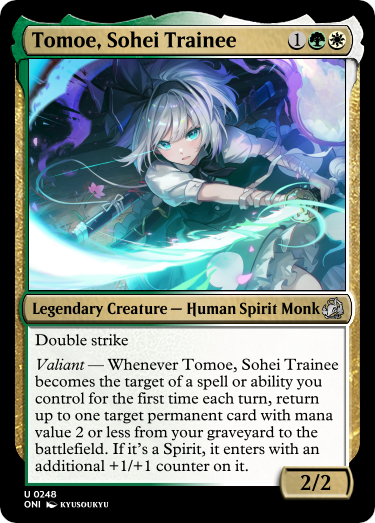 Tomoe, Sohei Trainee 1
Legendary Creature — Human Spirit Monk
Double strike
Valiant — Whenever Tomoe, Sohei Trainee
becomes the target of a spell or ability you
control for the first time each turn, return
up to one target permanent card with mana
value 2 or less from your graveyard to the
battlefield. If it's a Spirit, it enters with an
additional +1/+1 counter on it.
2/2
U 0248
ONI KYUSOUKYU